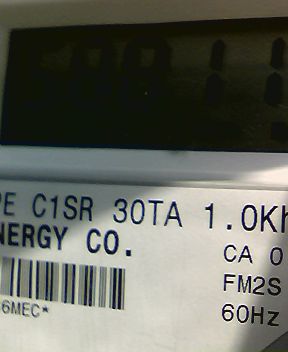 PE C1SR 30TA 1.0Kh
NERGY CO.
CA 0
FM2S
6MEC*
60Hz